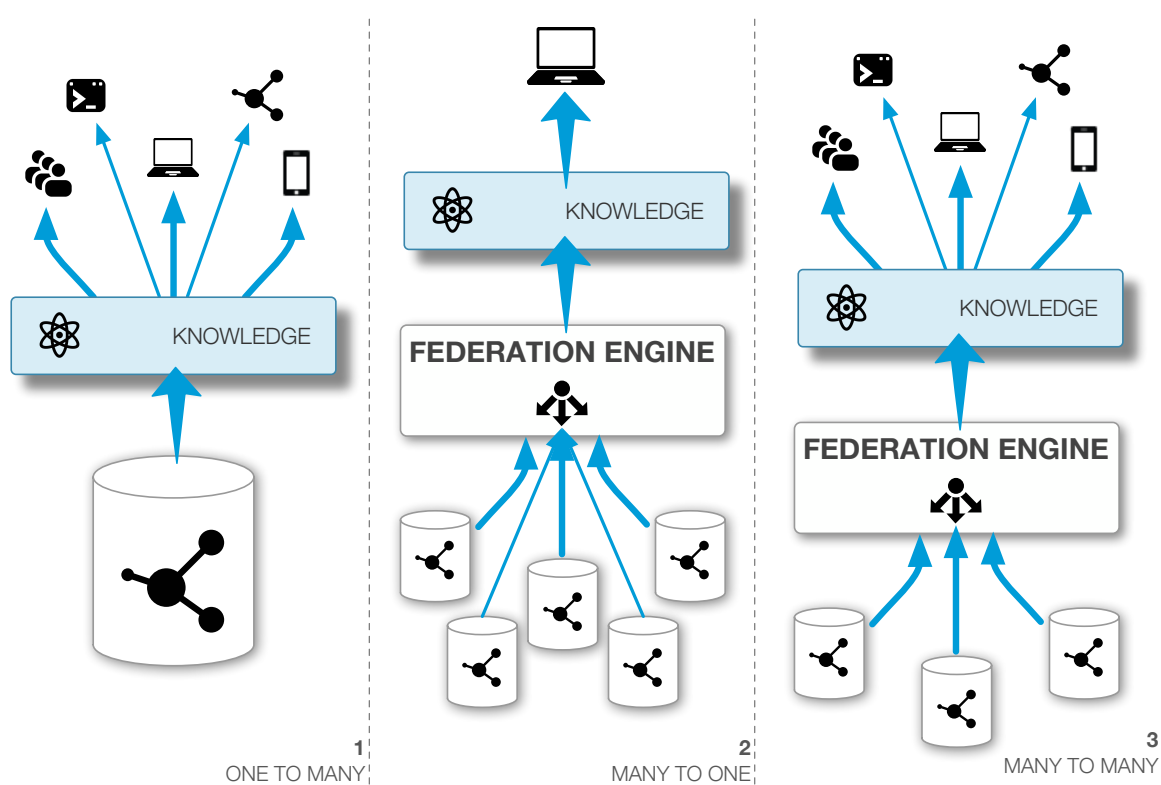 KNOWLEDGE
1
ONE TO MANY
KNOWLEDGE
FEDERATION ENGINE
2
MANY TO ONE
KNOWLEDGE
FEDERATION ENGINE
3
MANY TO MANY